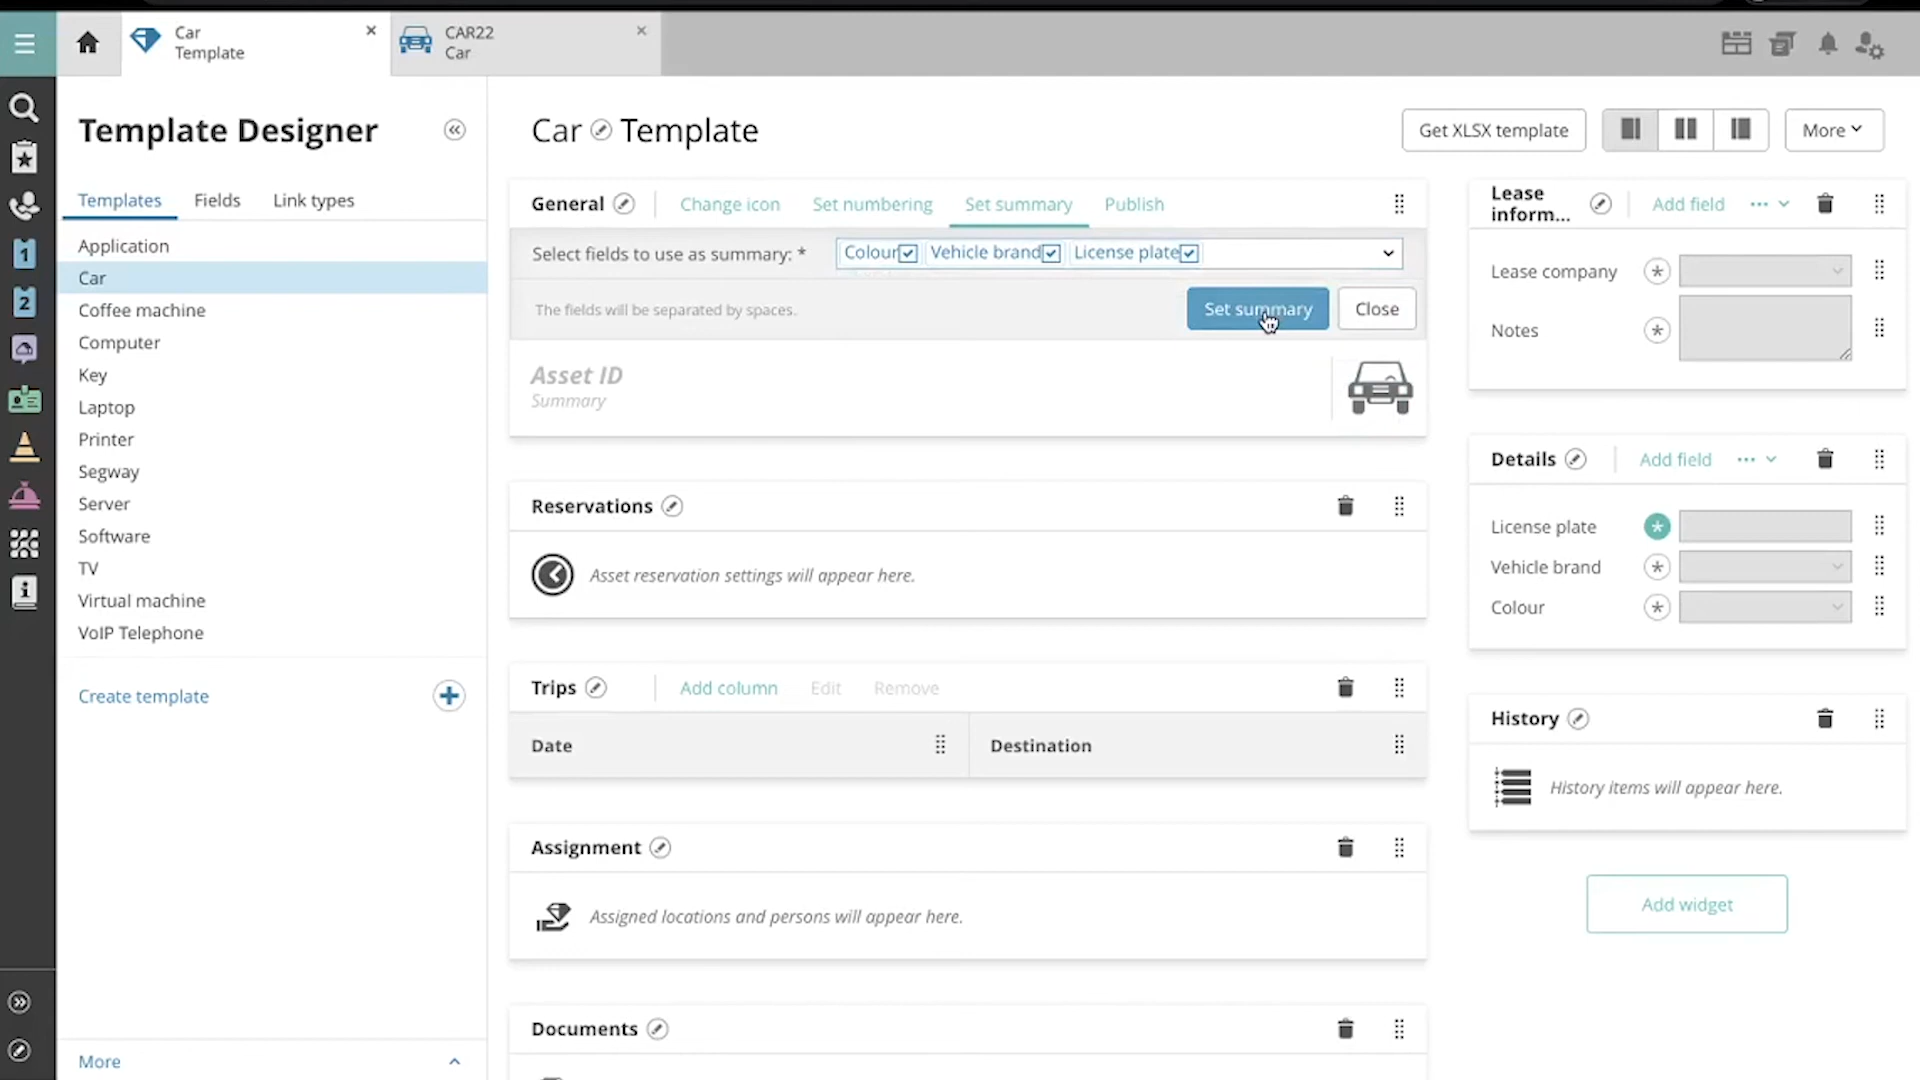 Car
Template
CAR22
Car
Template Designer
Templates
Fields
Link types
Application
Car
Coffee machine
Computer
Key
Laptop
Printer
Segway
Server
Software
TV
Virtual machine
VoIP Telephone
Create template
More
1
2
Car Template
Get XLSX template
More
General
Change icon
Set numbering
Set summary
Publish
Select fields to use as summary: *
Colour Vehicle brand License plate
The fields will be separated by spaces.
Set summary
Close
Asset ID
Summary
Reservations
Asset reservation settings will appear here.
Trips
Add column
Edit
Remove
Date
Destination
Assignment
Assigned locations and persons will appear here.
Documents
Lease
inform...
Add field
Lease company
Notes
Details
Add field
License plate
Vehicle brand
Colour
History
History items will appear here.
Add widget